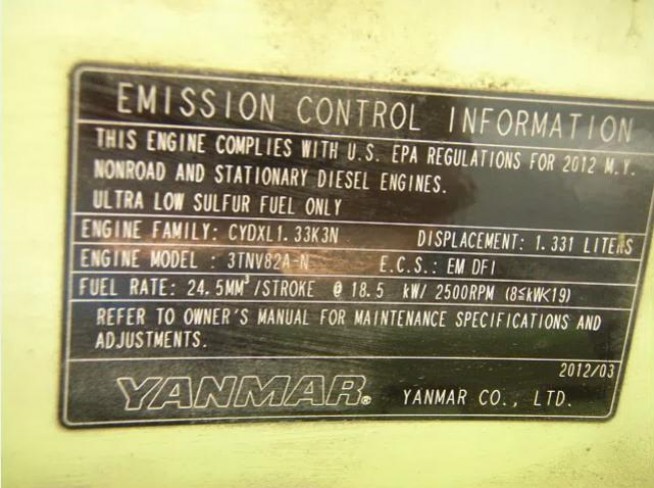 EMISSION CONTROL INFORMATION
THIS ENGINE COMPLIES WITH U.S. EPA REGULATIONS FOR 2012 M.Y.
NONROAD AND STATIONARY DIESEL ENGINES.
ULTRA LOW SULFUR FUEL ONLY
ENGINE FAMILY: CYDXL1.33K3N DISPLACEMENT: 1.331 LITERS
ENGINE MODEL : 3TNV82A-N E.C.S.: EM DFI
FUEL RATE: 24.5MM³/STROKE @ 18.5 kW/ 2500RPM (8≦kW<19)
REFER TO OWNER'S MANUAL FOR MAINTENANCE SPECIFICATIONS AND
ADJUSTMENTS.
2012/03
YANMAR® YANMAR CO., LTD.